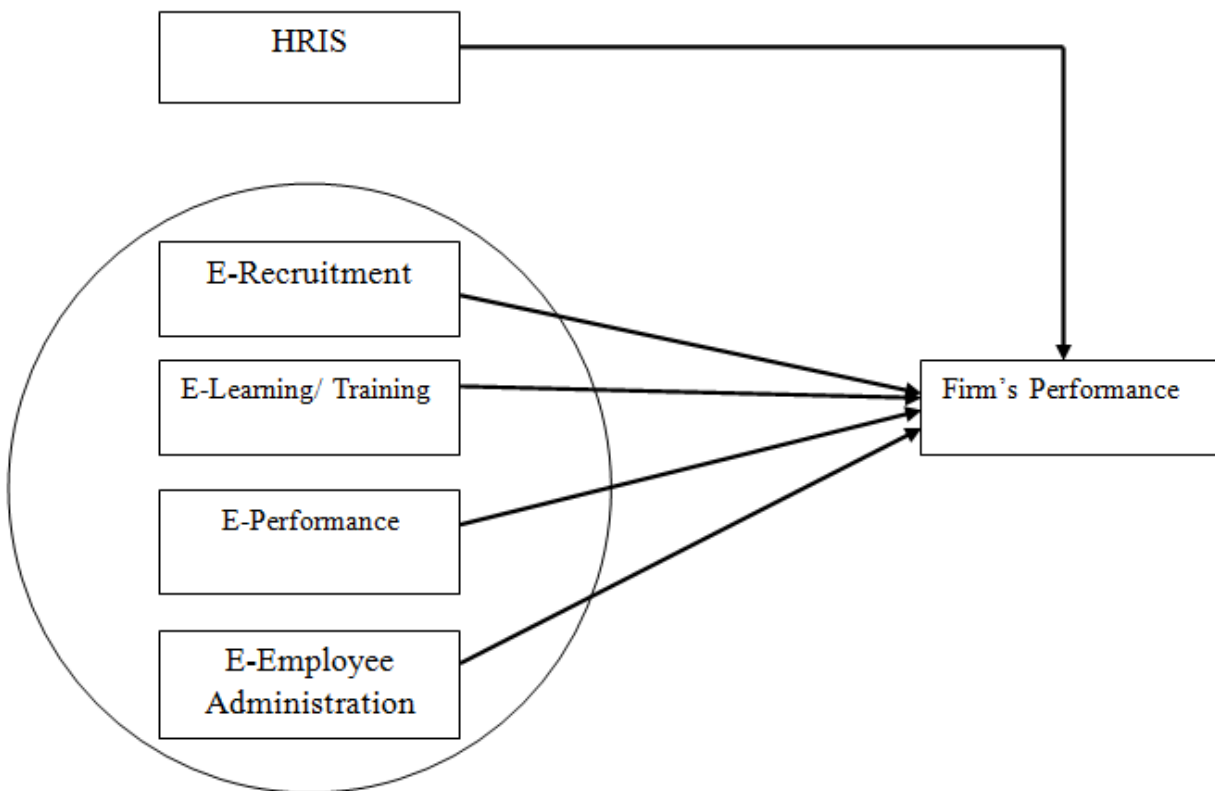 HRIS
E-Recruitment
E-Learning/ Training
Firm’s Performance
E-Performance
E-Employee
Administration